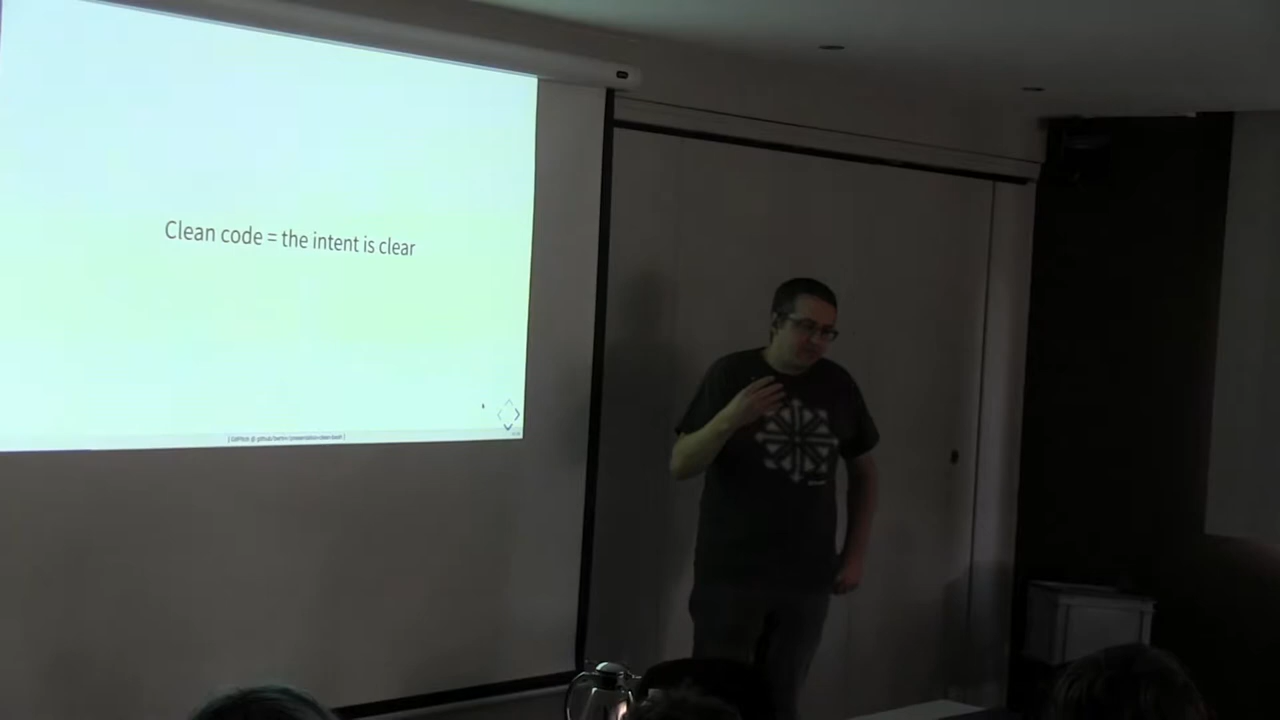 Clean code = the intent is clear